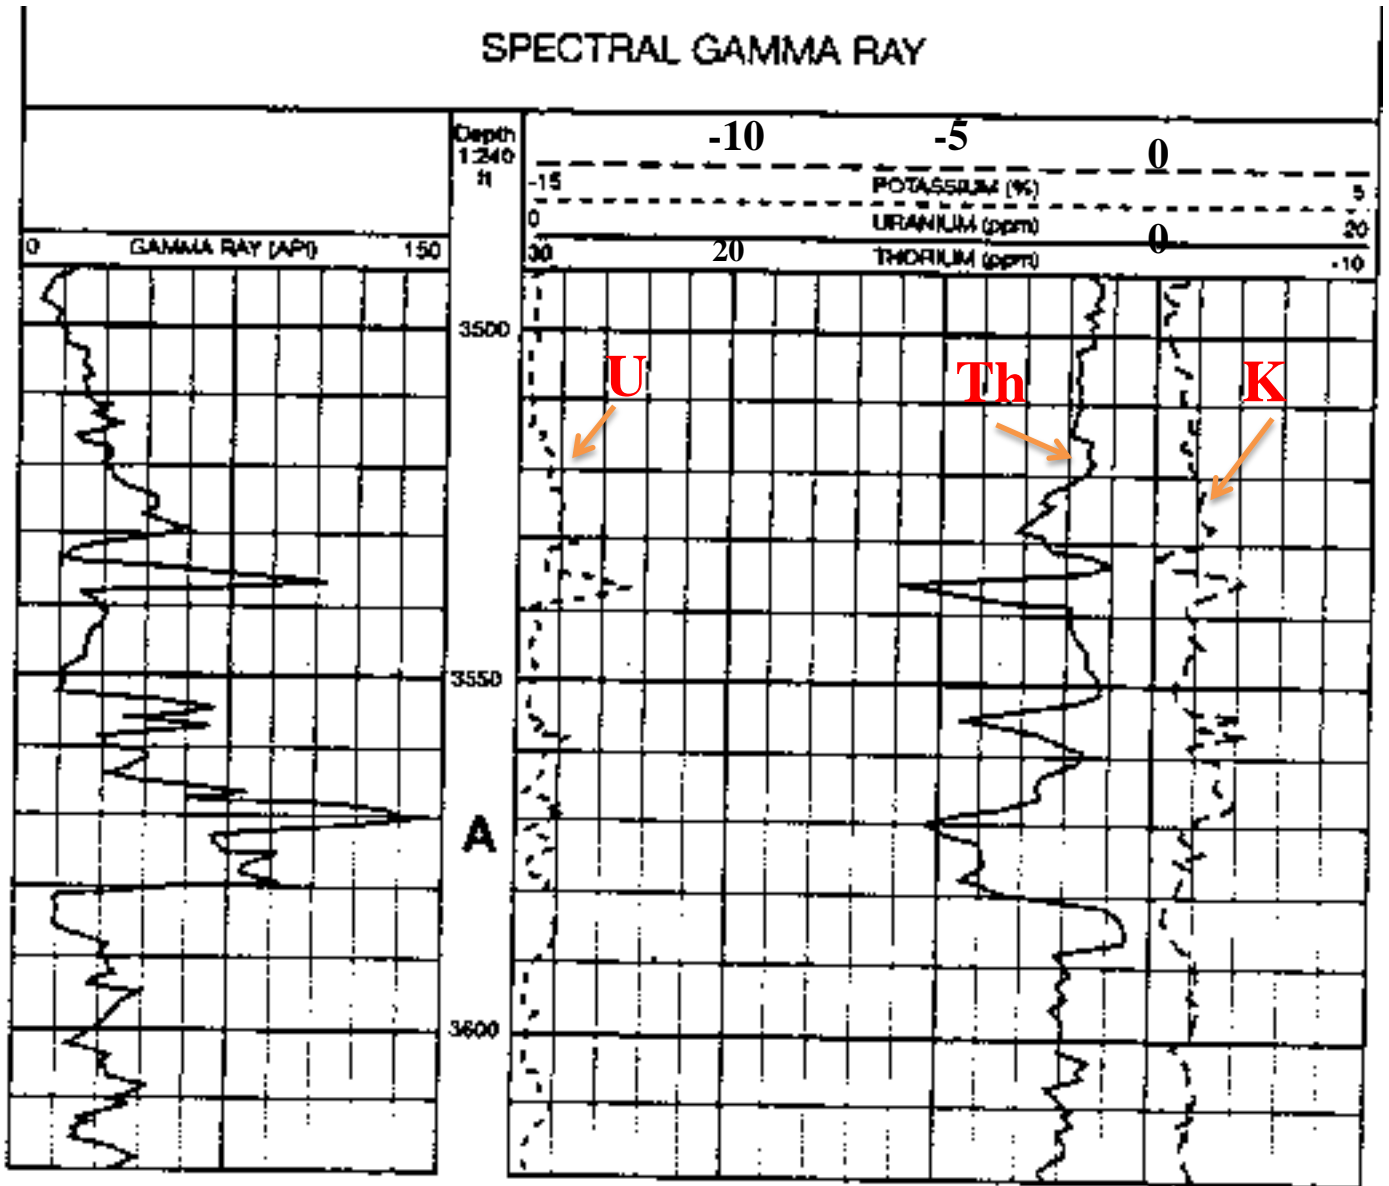 SPECTRAL GAMMA RAY
Depth
1:240
ft
-10 -5 0
-15 POTASSIUM (%) 5
0 URANIUM (ppm) 20
20 0
30 THORIUM (ppm) -10
0 GAMMA RAY (API) 150
3500
U Th K
3550
A
3600